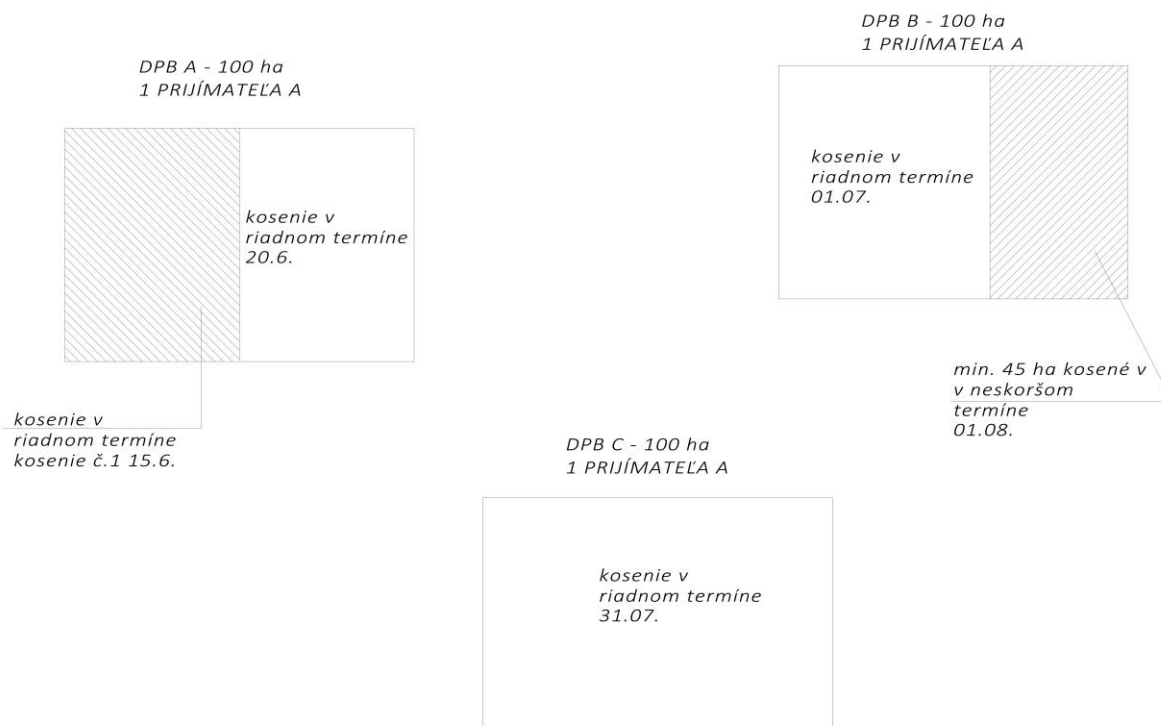 DPB A - 100 ha
1 PRIJÍMATEĽA A
kosenie v
riadnom termíne
20.6.
kosenie v
riadnom termíne
kosenie č.1 15.6.
DPB B - 100 ha
1 PRIJÍMATEĽA A
kosenie v
riadnom termíne
01.07.
min. 45 ha kosené v
v neskoršom
termíne
01.08.
DPB C - 100 ha
1 PRIJÍMATEĽA A
kosenie v
riadnom termíne
31.07.